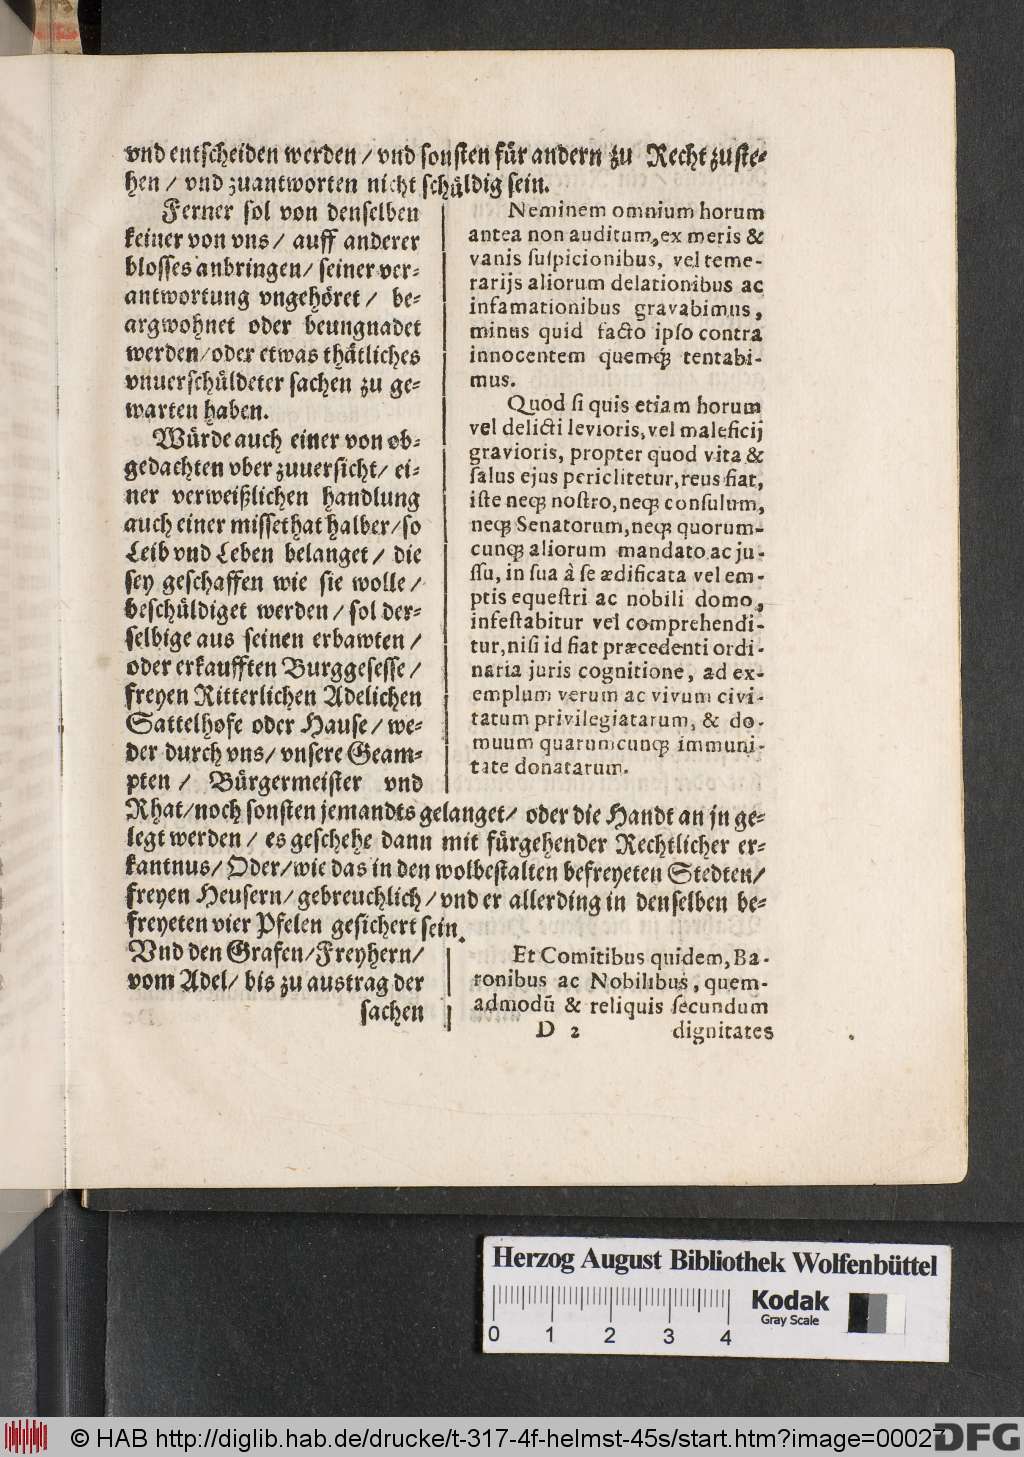 vnd entscheiden werden / vnd sonsten für andern zu Recht zuste⸗
hen / vnd zuantworten nicht schüldig sein.
Ferner sol von denselben
keiner von vns / auff anderer
blosses anbringen / seiner ver⸗
antwortung vngehöret / be⸗
argwohnet oder beungnadet
werden / oder etwas thätliches
vnuerschüldeter sachen zu ge⸗
warten haben.
Würde auch einer von ob⸗
gedachten vber zuuersicht / ei⸗
ner verweißlichen handlung
auch einer missethat halber / so
Leib vnd Leben belanget / die
sey geschaffen wie sie wolle /
beschüldiget werden / sol der⸗
selbige aus seinen erbawten /
oder erkaufften Burggesesse /
freyen Ritterlichen Adelichen
Sattelhofe oder Hause / we⸗
der durch vns / vnsere Geam⸗
pten / Bürgermeister vnd
Neminem omnium horum
antea non auditum, ex meris &
vanis ſuſpicionibus, vel teme-
rarijs aliorum delationibus ac
infamationibus gravabimus,
minus quid facto ipſo contra
innocentem quemq́; tentabi-
mus.
Quod ſi quis etiam horum
vel delicti levioris, vel maleficij
gravioris, propter quod vita &
ſalus ejus periclitetur, reus fiat,
iſte neq; noſtro, neq; conſulum,
neq; Senatorum, neq; quorum-
cunq; aliorum mandato ac ju-
ſſu, in ſua à ſe ædificata vel em-
ptis equeſtri ac nobili domo,
infeſtabitur vel comprehendi-
tur, niſi id fiat præcedenti ordi-
naria juris cognitione, ad ex-
emplum verum ac vivum civi-
tatum privilegiatarum, & do-
muum quarumcunq; immuni-
tate donatarum.
Rhat / noch sonsten jemandts gelanget / oder die Handt an jn ge⸗
legt werden / es geschehe dann mit fürgehender Rechtlicher er⸗
kantnus / Oder / wie das in den wolbestalten befreyeten Stedten /
freyen Heusern / gebreuchlich / vnd er allerding in denselben be⸗
freyeten vier Pfelen gesichert sein.
Vnd den Grafen / Freyhern /
vom Adel / bis zu austrag der
sachen
Et Comitibus quidem, Ba-
ronibus ac Nobilibus, quem-
admodū & reliquis ſecundum
D 2 dignitates
Herzog August Bibliothek Wolfenbüttel
Kodak
Gray Scale
0 1 2 3 4
© HAB http://diglib.hab.de/drucke/t-317-4f-helmst-45s/start.htm?image=00027
DFG